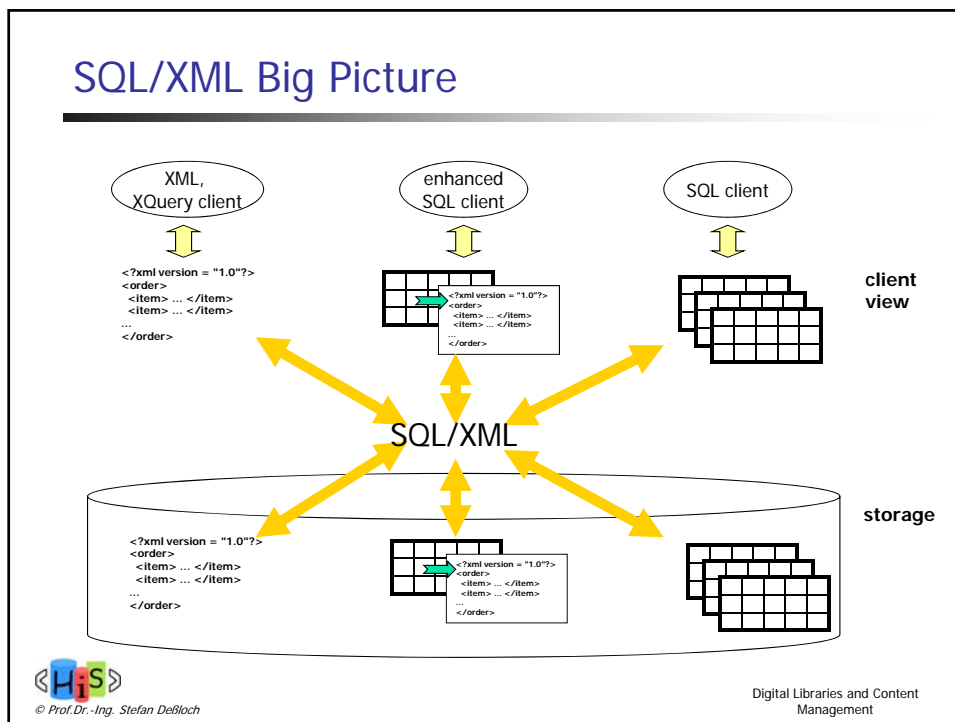 SQL/XML Big Picture
XML,
XQuery client
enhanced
SQL client
SQL client
<?xml version = "1.0"?>
<order>
<item> ... </item>
<item> ... </item>
...
</order>
<?xml version = "1.0"?>
<order>
<item> ... </item>
<item> ... </item>
...
</order>
client
view
SQL/XML
storage
<?xml version = "1.0"?>
<order>
<item> ... </item>
<item> ... </item>
...
</order>
<?xml version = "1.0"?>
<order>
<item> ... </item>
<item> ... </item>
...
</order>
<HiS>
© Prof.Dr.-Ing. Stefan Deßloch
Digital Libraries and Content
Management